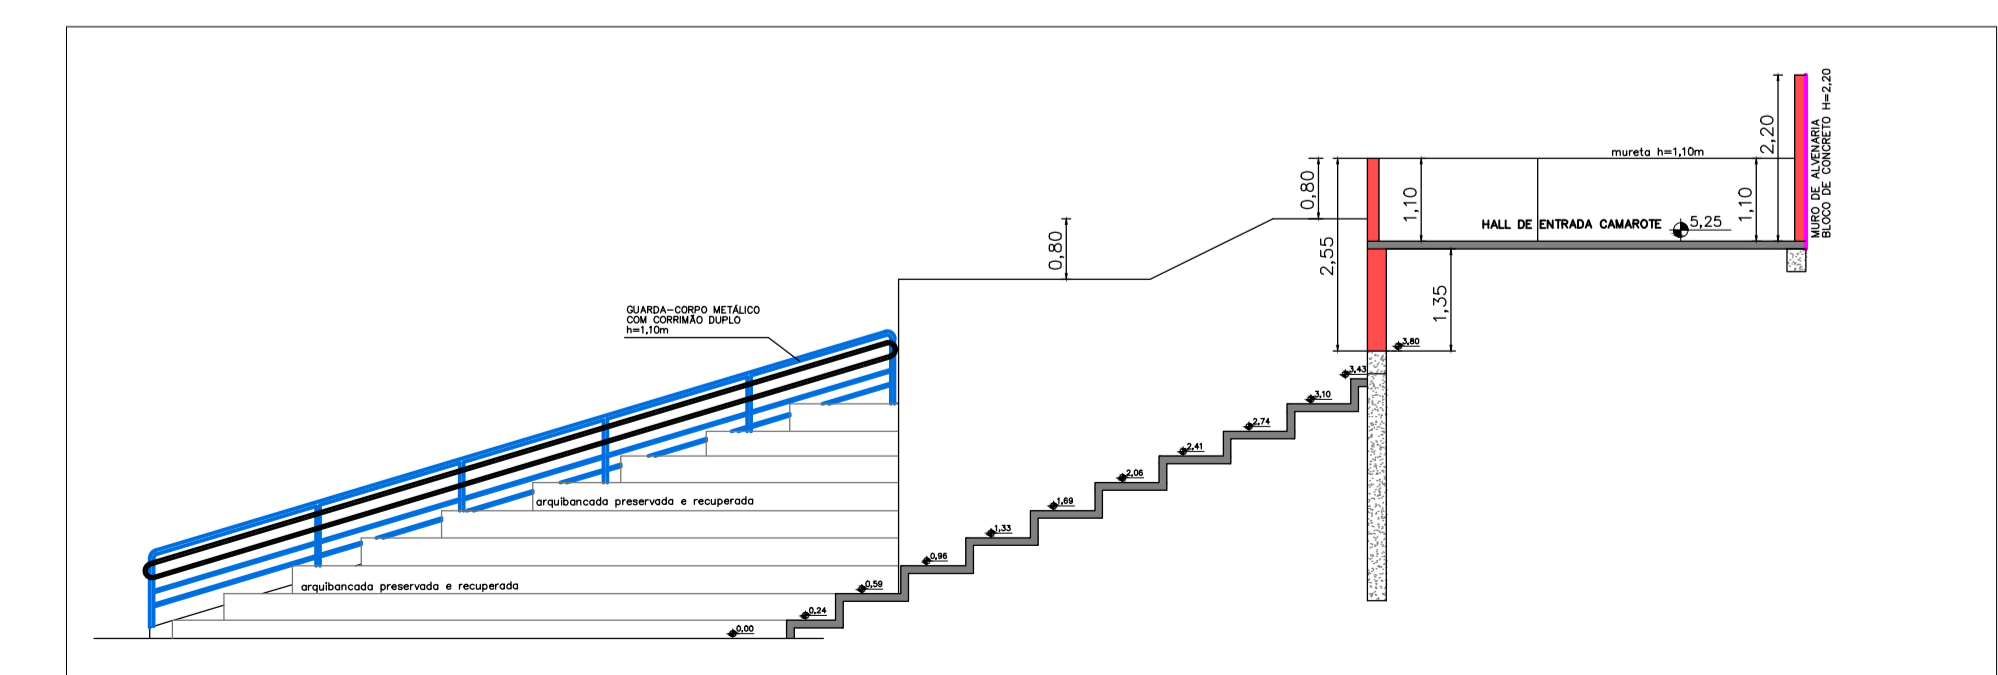 2,20
MURO DE ALVENARIA
BLOCO DE CONCRETO H=2,20
mureta h=1,10m
0,80
1,10
1,10
HALL DE ENTRADA CAMAROTE
5,25
0,80
2,55
1,35
GUARDA-CORPO METÁLICO
COM CORRIMÃO DUPLO
h=1,10m
3,80
3,43
3,10
2,74
2,41
2,06
arquibancada preservada e recuperada
1,69
1,33
0,96
arquibancada preservada e recuperada
0,59
0,24
0,00